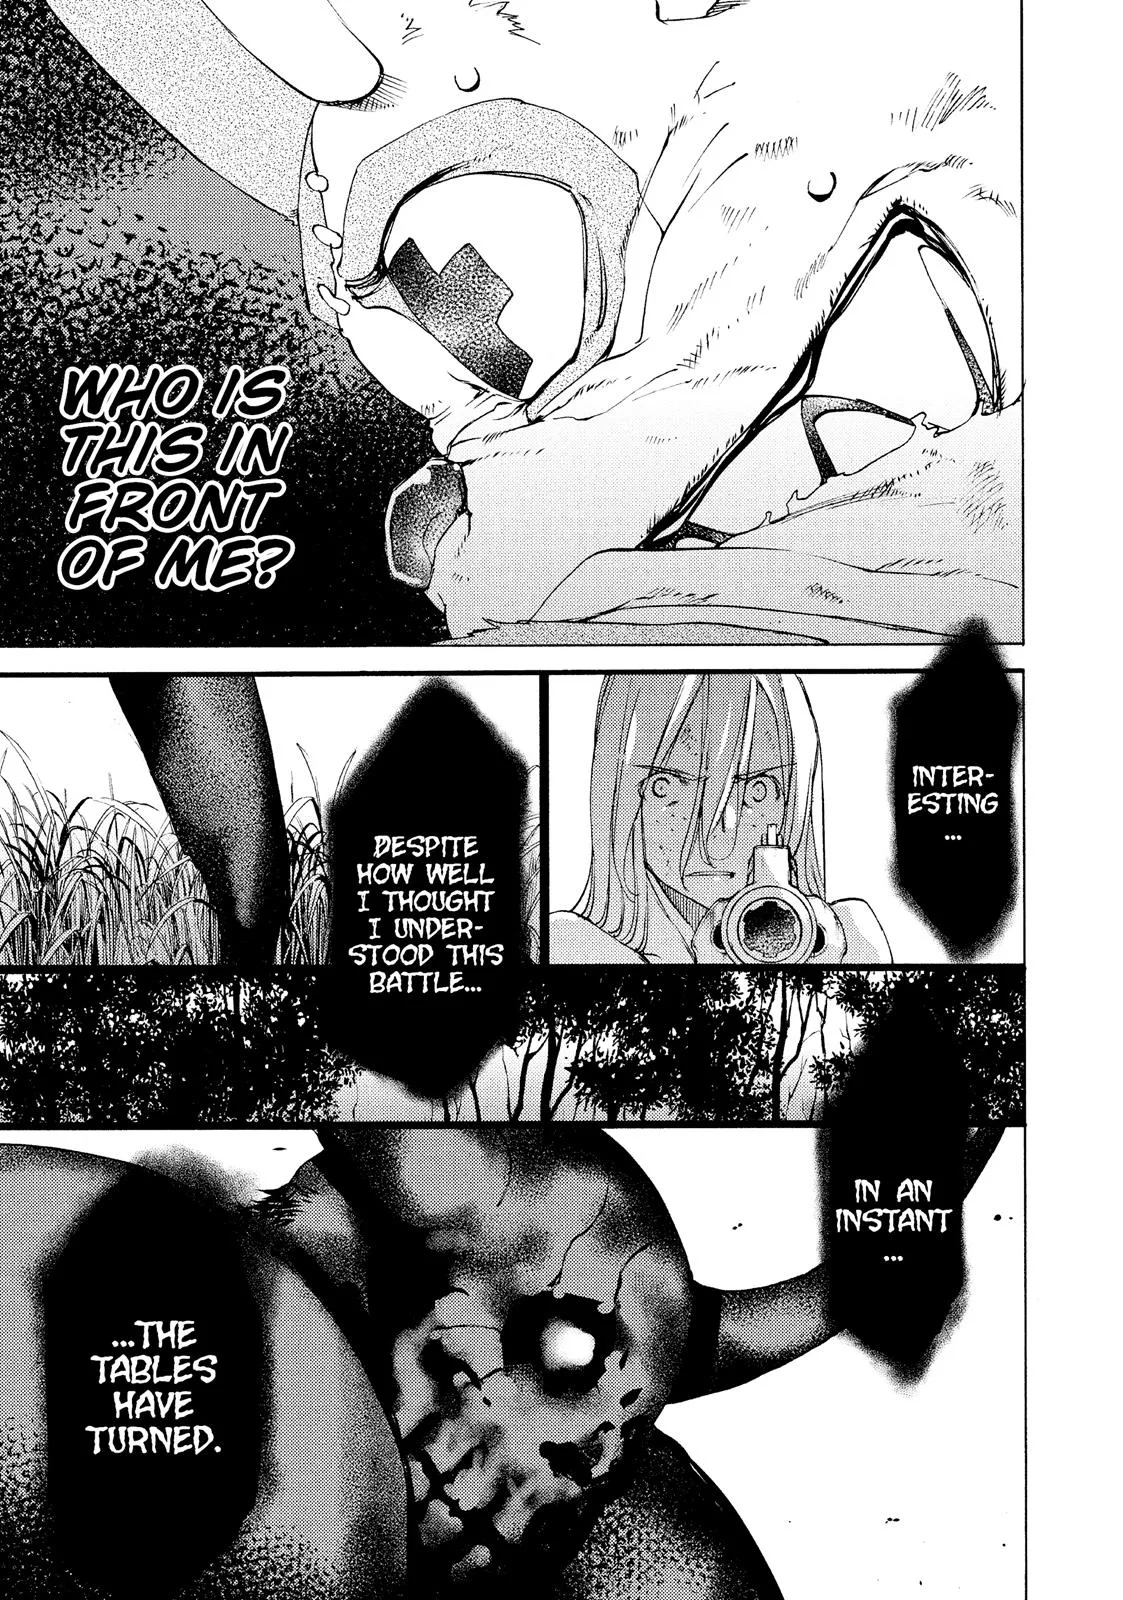 WHO IS
THIS IN
FRONT
OF ME?
INTER-
ESTING
...
DESPITE
HOW WELL
I THOUGHT
I UNDER-
STOOD THIS
BATTLE...
IN AN
INSTANT
...
...THE
TABLES
HAVE
TURNED.